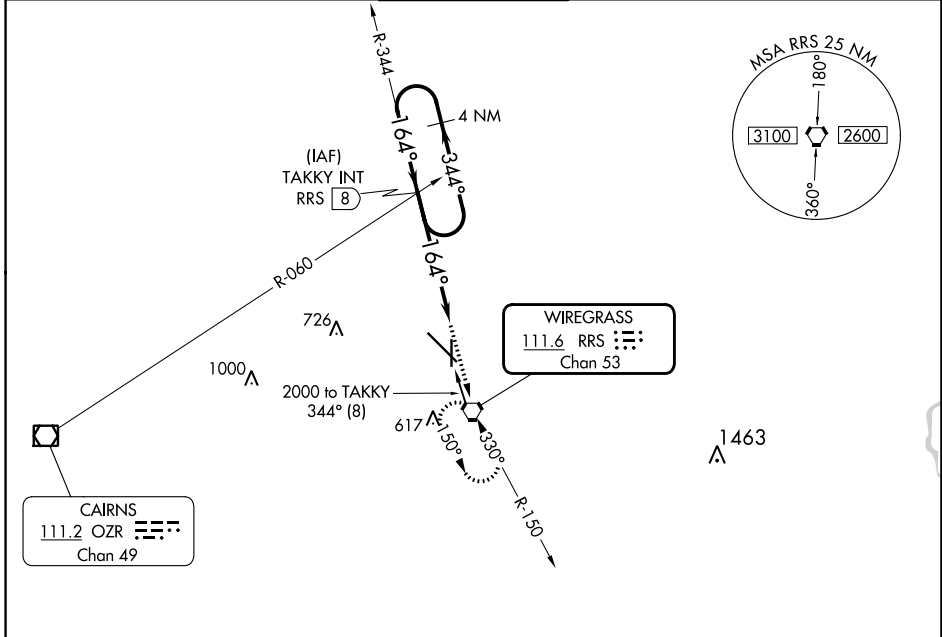 R-344
4 NM
164°
344°
(IAF)
TAKKY INT
RRS 8
164°
R-060
MSA RRS 25 NM
180°
3100
2600
360°
726
1000
WIREGRASS
111.6 RRS
Chan 53
2000 to TAKKY
344° (8)
617
150°
330°
1463
R-150
CAIRNS
111.2 OZR
Chan 49